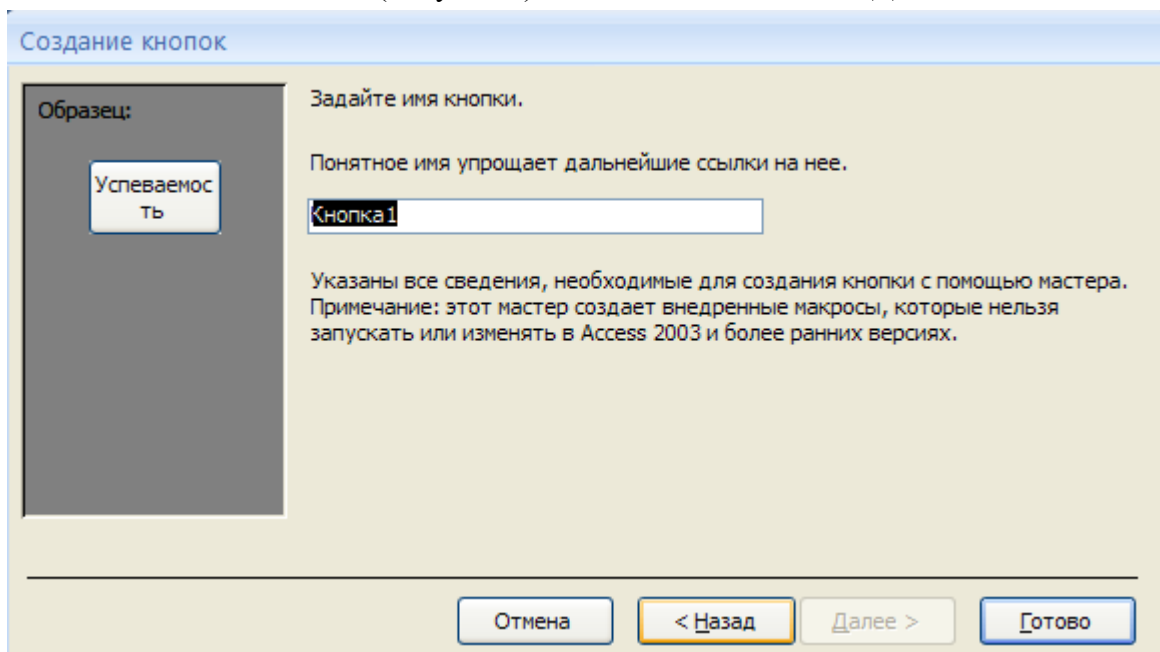 Создание кнопок
Образец:
Успеваемос
ть
Задайте имя кнопки.
Понятное имя упрощает дальнейшие ссылки на нее.
Кнопка1
Указаны все сведения, необходимые для создания кнопки с помощью мастера.
Примечание: этот мастер создает внедренные макросы, которые нельзя
запускать или изменять в Access 2003 и более ранних версиях.
Отмена
< Назад
Далее >
Готово